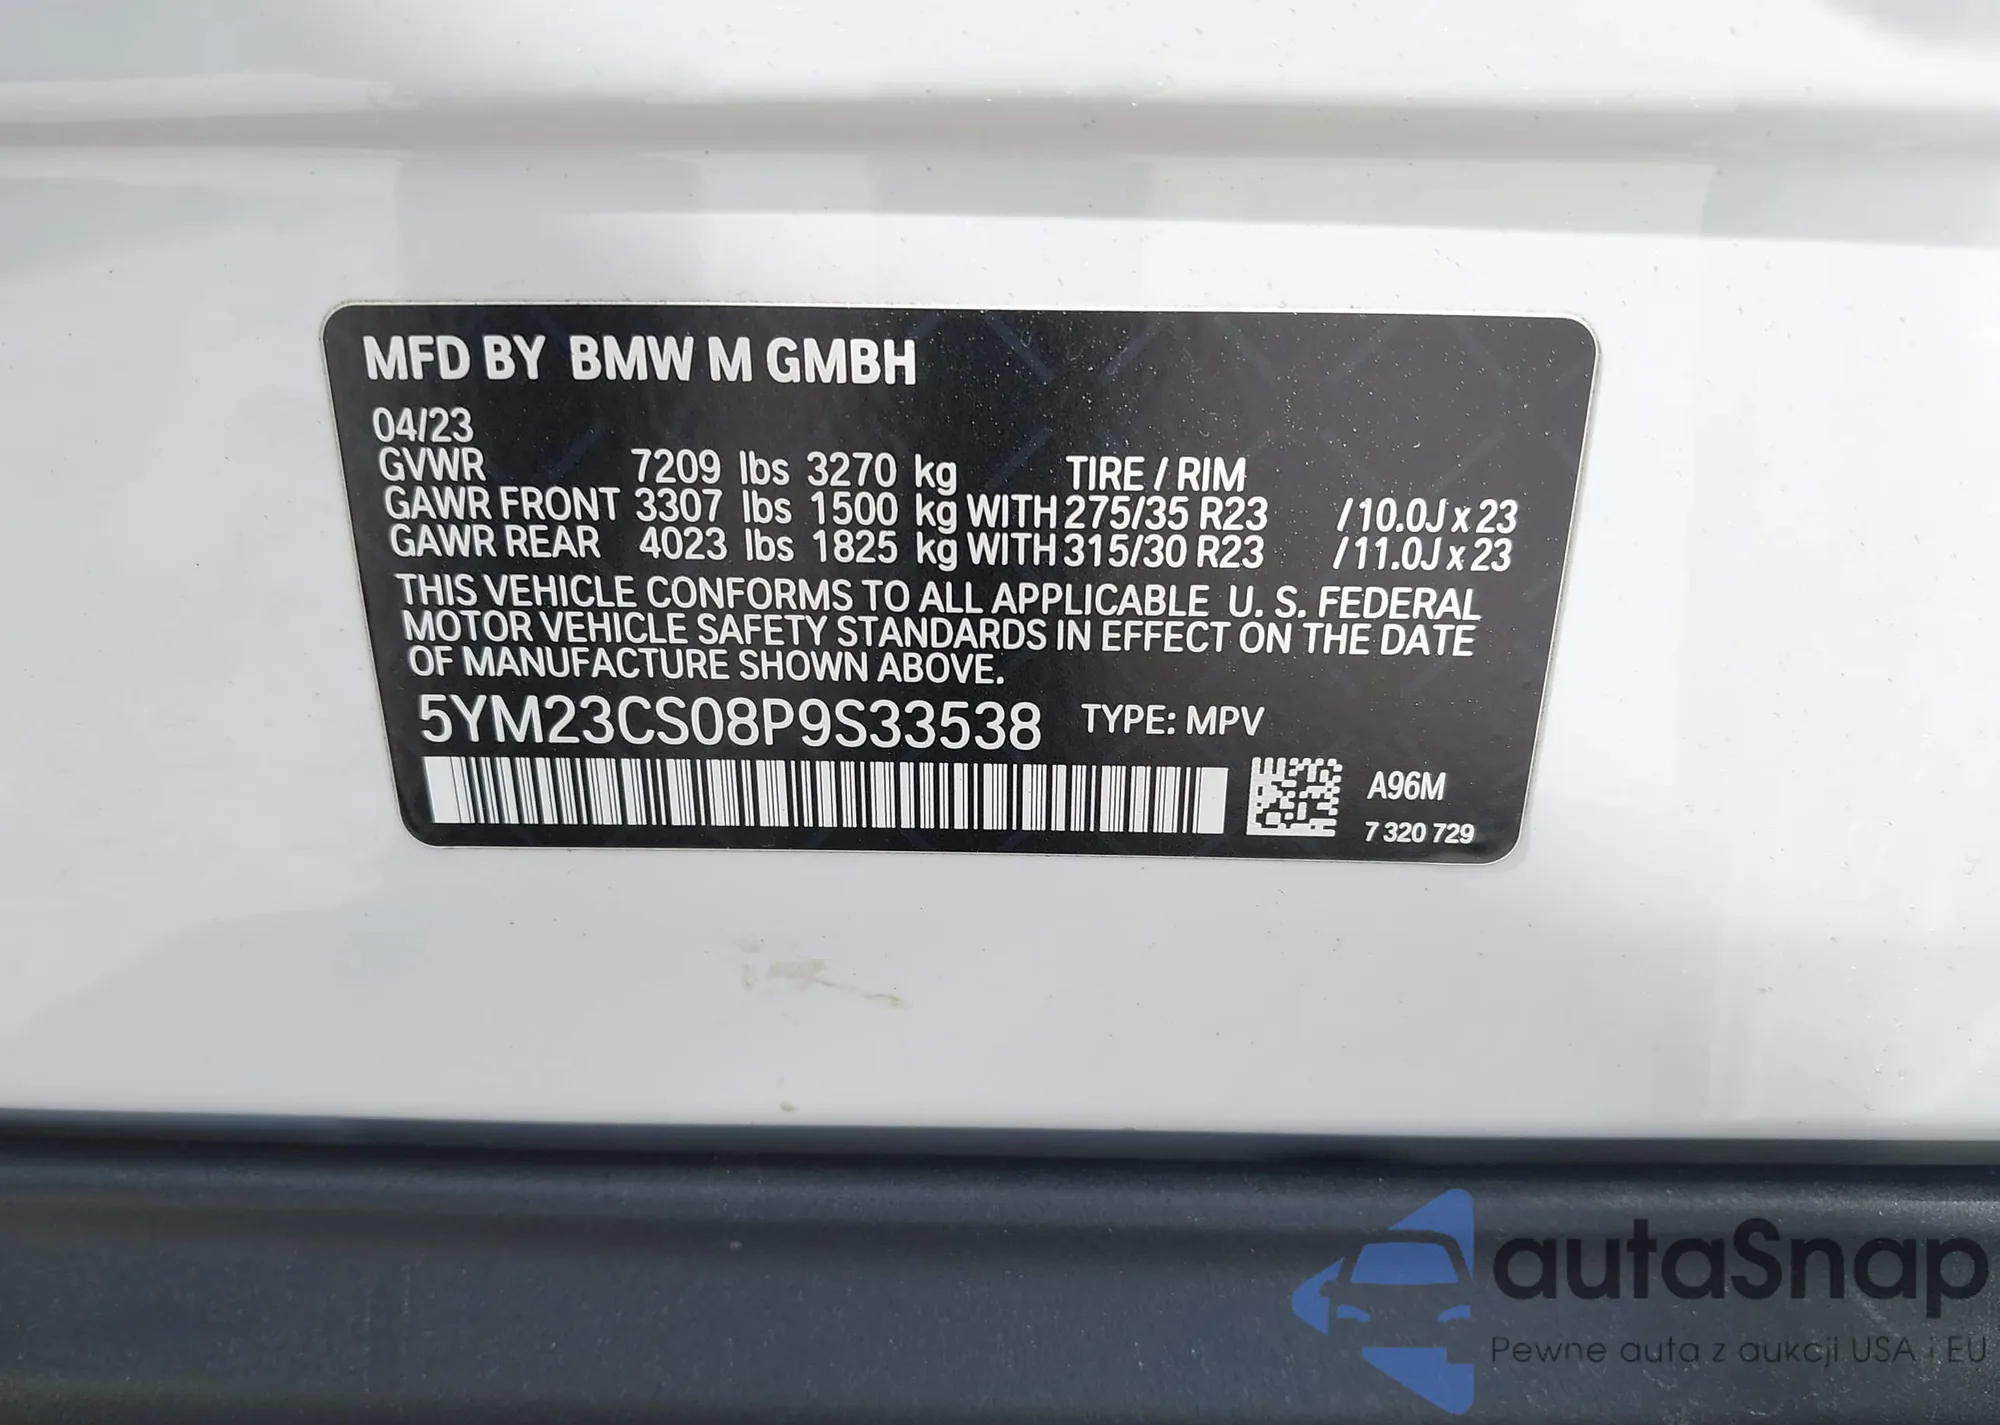 MFD BY BMW M GMBH
04/23
GVWR 7209 lbs 3270 kg TIRE / RIM
GAWR FRONT 3307 lbs 1500 kg WITH 275/35 R23 / 10.0J x 23
GAWR REAR 4023 lbs 1825 kg WITH 315/30 R23 / 11.0J x 23
THIS VEHICLE CONFORMS TO ALL APPLICABLE U. S. FEDERAL
MOTOR VEHICLE SAFETY STANDARDS IN EFFECT ON THE DATE
OF MANUFACTURE SHOWN ABOVE.
5YM23CS08P9S33538 TYPE: MPV
A96M
7 320 729
autaSnap
Pewne auta z aukcji USA i EU